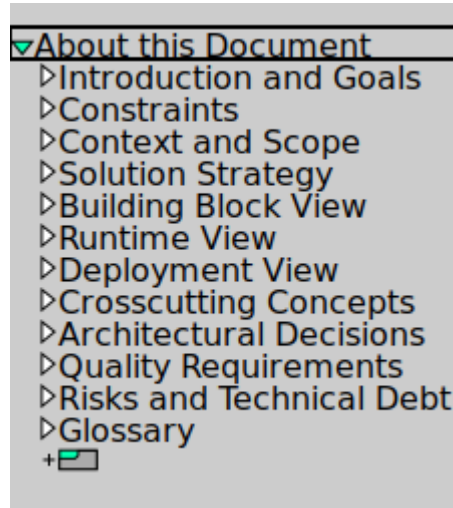 About this Document
Introduction and Goals
Constraints
Context and Scope
Solution Strategy
Building Block View
Runtime View
Deployment View
Crosscutting Concepts
Architectural Decisions
Quality Requirements
Risks and Technical Debt
Glossary
+